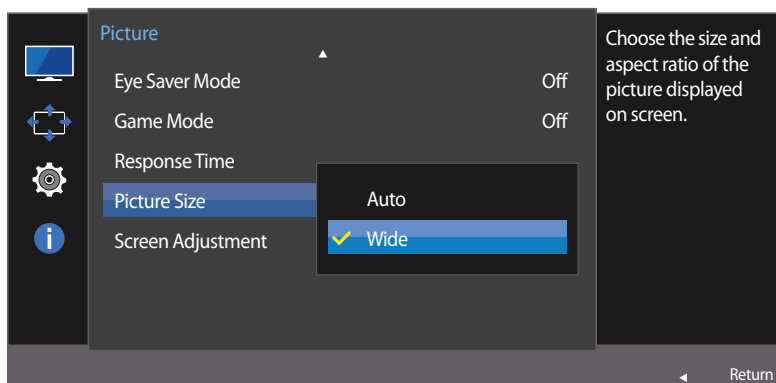 Picture
Eye Saver Mode Off
Game Mode Off
Response Time
Picture Size
Auto
Wide
Screen Adjustment
Choose the size and
aspect ratio of the
picture displayed
on screen.
Return